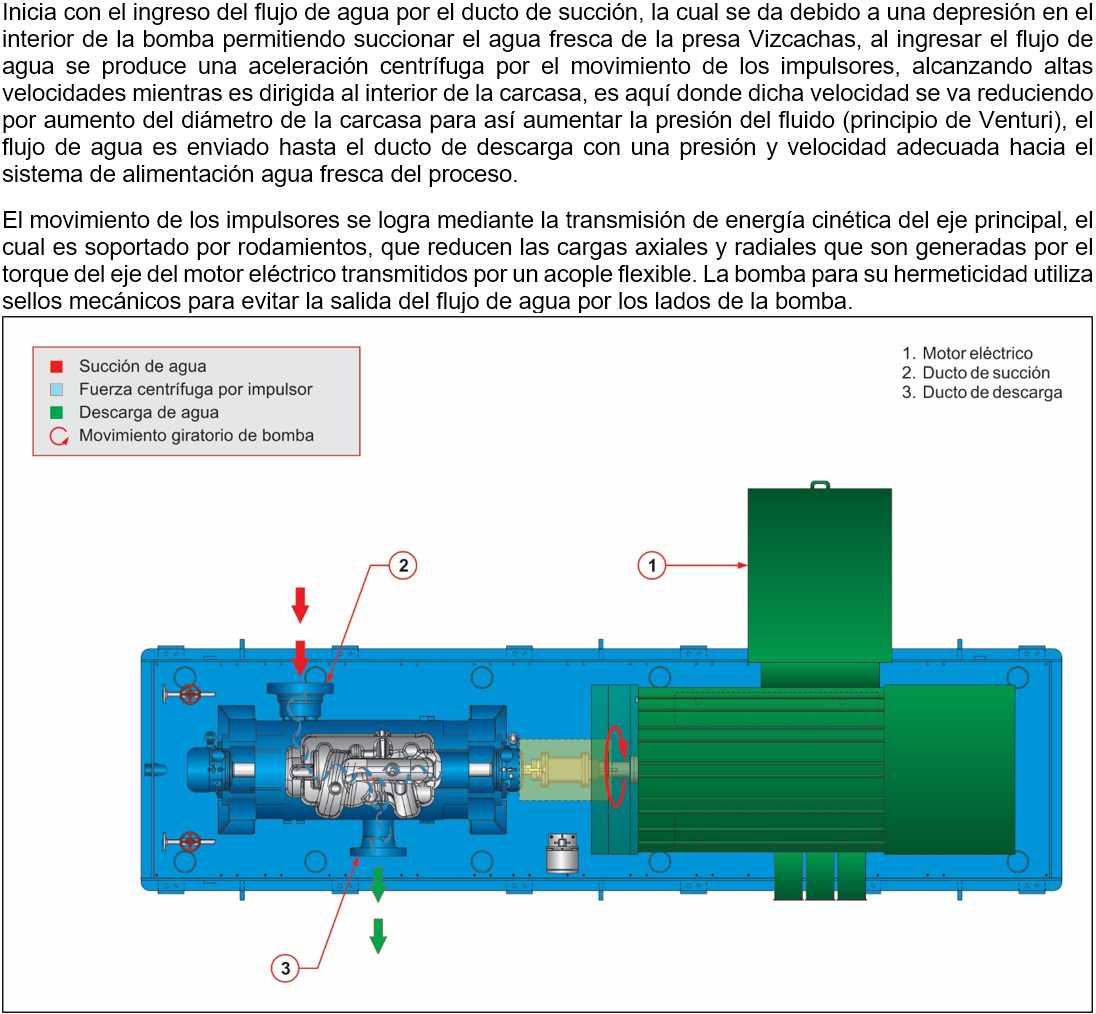 Inicia con el ingreso del flujo de agua por el ducto de succión, la cual se da debido a una depresión en el
interior de la bomba permitiendo succionar el agua fresca de la presa Vizcachas, al ingresar el flujo de
agua se produce una aceleración centrífuga por el movimiento de los impulsores, alcanzando altas
velocidades mientras es dirigida al interior de la carcasa, es aquí donde dicha velocidad se va reduciendo
por aumento del diámetro de la carcasa para así aumentar la presión del fluido (principio de Venturi), el
flujo de agua es enviado hasta el ducto de descarga con una presión y velocidad adecuada hacia el
sistema de alimentación agua fresca del proceso.
El movimiento de los impulsores se logra mediante la transmisión de energía cinética del eje principal, el
cual es soportado por rodamientos, que reducen las cargas axiales y radiales que son generadas por el
torque del eje del motor eléctrico transmitidos por un acople flexible. La bomba para su hermeticidad utiliza
sellos mecánicos para evitar la salida del flujo de agua por los lados de la bomba.
Succión de agua
Fuerza centrífuga por impulsor
Descarga de agua
Movimiento giratorio de bomba
1. Motor eléctrico
2. Ducto de succión
3. Ducto de descarga
2
1
3